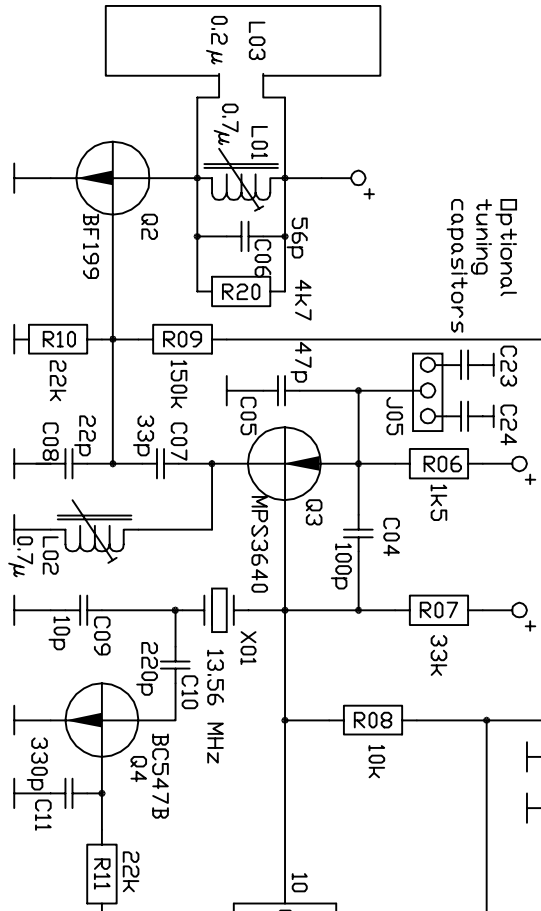 L03
0.2μ
L01
0.7μ
+
Q2
BF199
C06
56p
R20
4k7
Optional
tuning
capasitors
R10
22k
R09
150k
47p
C05
J05
C23
C24
C08
22p
33p
C07
Q3
MPS3640
R06
1k5
+
L02
0.7μ
C04
100p
C09
10p
X01
13.56 MHz
R07
33k
+
220p
C10
BC547B
Q4
R08
10k
330p
C11
R11
22k
10